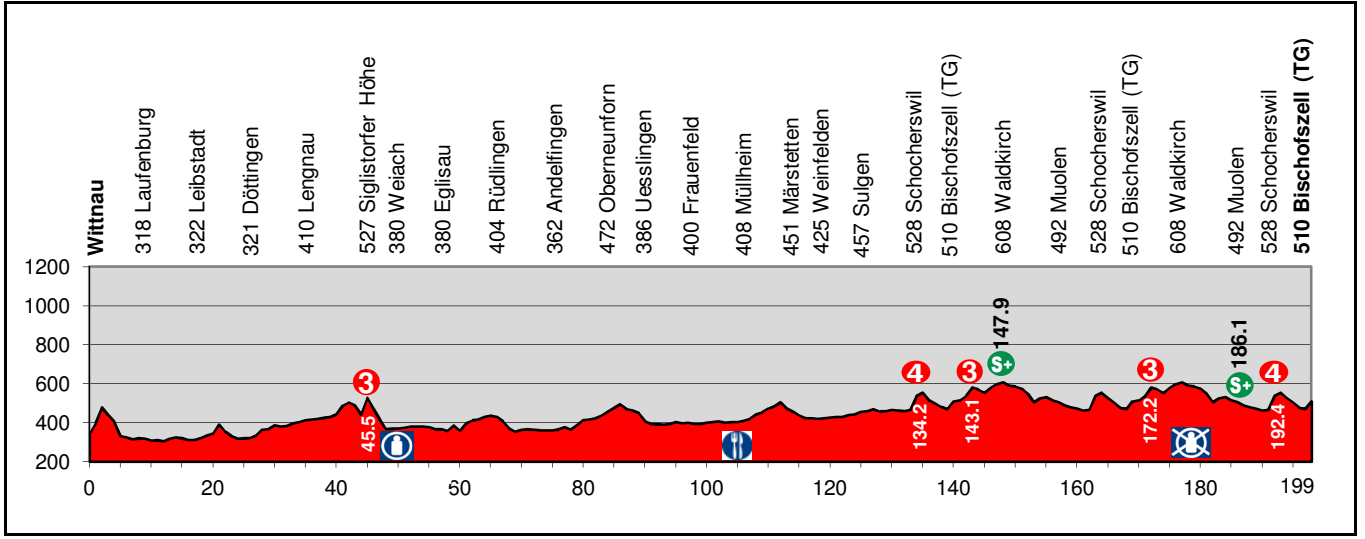 Wittnau
318 Laufenburg
322 Leibstadt
321 Döttingen
410 Lengnau
527 Siglistorfer Höhe
380 Weiach
380 Eglisau
404 Rüdlingen
362 Andelfingen
472 Oberneunforn
386 Uesslingen
400 Frauenfeld
408 Müllheim
451 Märstetten
425 Weinfelden
457 Sulgen
528 Schocherswil
510 Bischofszell (TG)
608 Waldkirch
492 Muolen
528 Schocherswil
510 Bischofszell (TG)
608 Waldkirch
492 Muolen
528 Schocherswil
510 Bischofszell (TG)
1200
1000
800
600
400
200
3
45.5
4
134.2
3
143.1
S+
147.9
3
172.2
S+
186.1
4
192.4
0
20
40
60
80
100
120
140
160
180
199